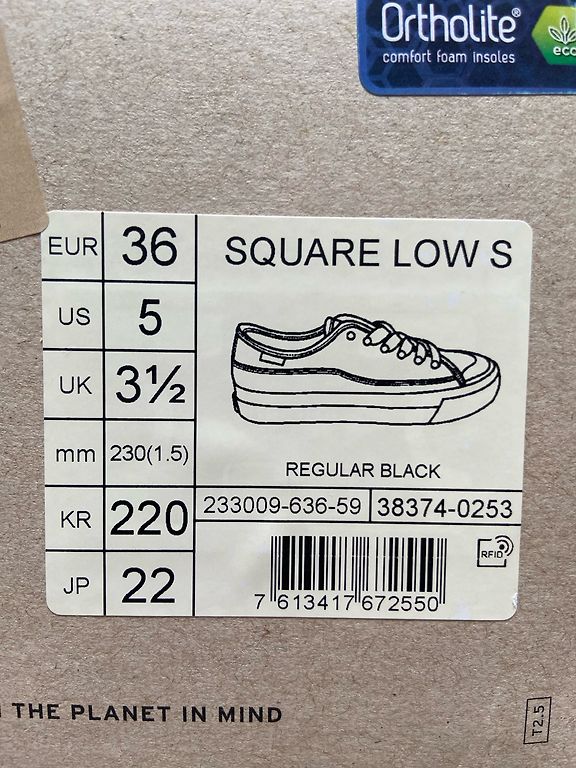 Ortholite®
comfort foam insoles
eco
EUR 36
SQUARE LOW S
US 5
UK 3½
mm 230(1.5)
REGULAR BLACK
KR 220
233009-636-59 38374-0253
RFID
JP 22
7 613417 672550
THE PLANET IN MIND
T2.5